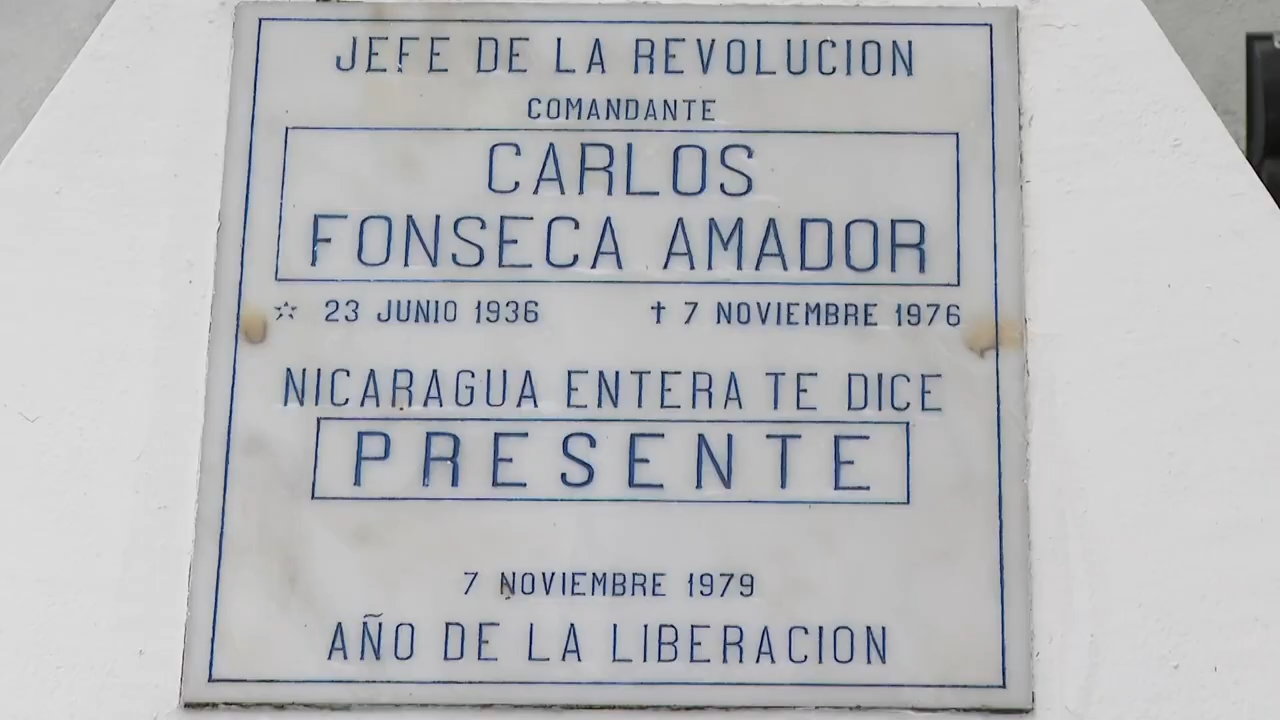 JEFE DE LA REVOLUCION
COMANDANTE
CARLOS
FONSECA AMADOR
☆ 23 JUNIO 1936 † 7 NOVIEMBRE 1976
NICARAGUA ENTERA TE DICE
PRESENTE
7 NOVIEMBRE 1979
AÑO DE LA LIBERACION